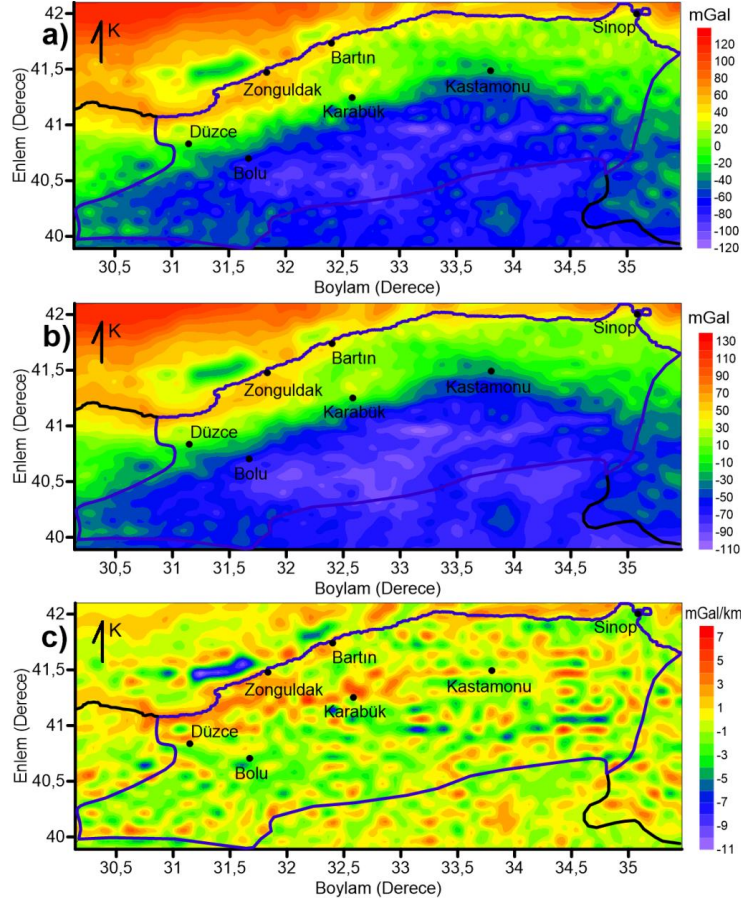 a)
K
Sinop
Bartın
Zonguldak
Kastamonu
Karabük
Düzce
Bolu
Enlem (Derece)
42
41,5
41
40,5
40
30,5 31 31,5 32 32,5 33 33,5 34 34,5 35
Boylam (Derece)
mGal
120
100
80
60
40
20
0
-20
-40
-60
-80
-100
-120
b)
K
Sinop
Bartın
Zonguldak
Kastamonu
Karabük
Düzce
Bolu
Enlem (Derece)
42
41,5
41
40,5
40
30,5 31 31,5 32 32,5 33 33,5 34 34,5 35
Boylam (Derece)
mGal
130
110
90
70
50
30
10
-10
-30
-50
-70
-90
-110
c)
K
Sinop
Bartın
Zonguldak
Kastamonu
Karabük
Düzce
Bolu
Enlem (Derece)
42
41,5
41
40,5
40
30,5 31 31,5 32 32,5 33 33,5 34 34,5 35
Boylam (Derece)
mGal/km
7
5
3
1
-1
-3
-5
-7
-9
-11